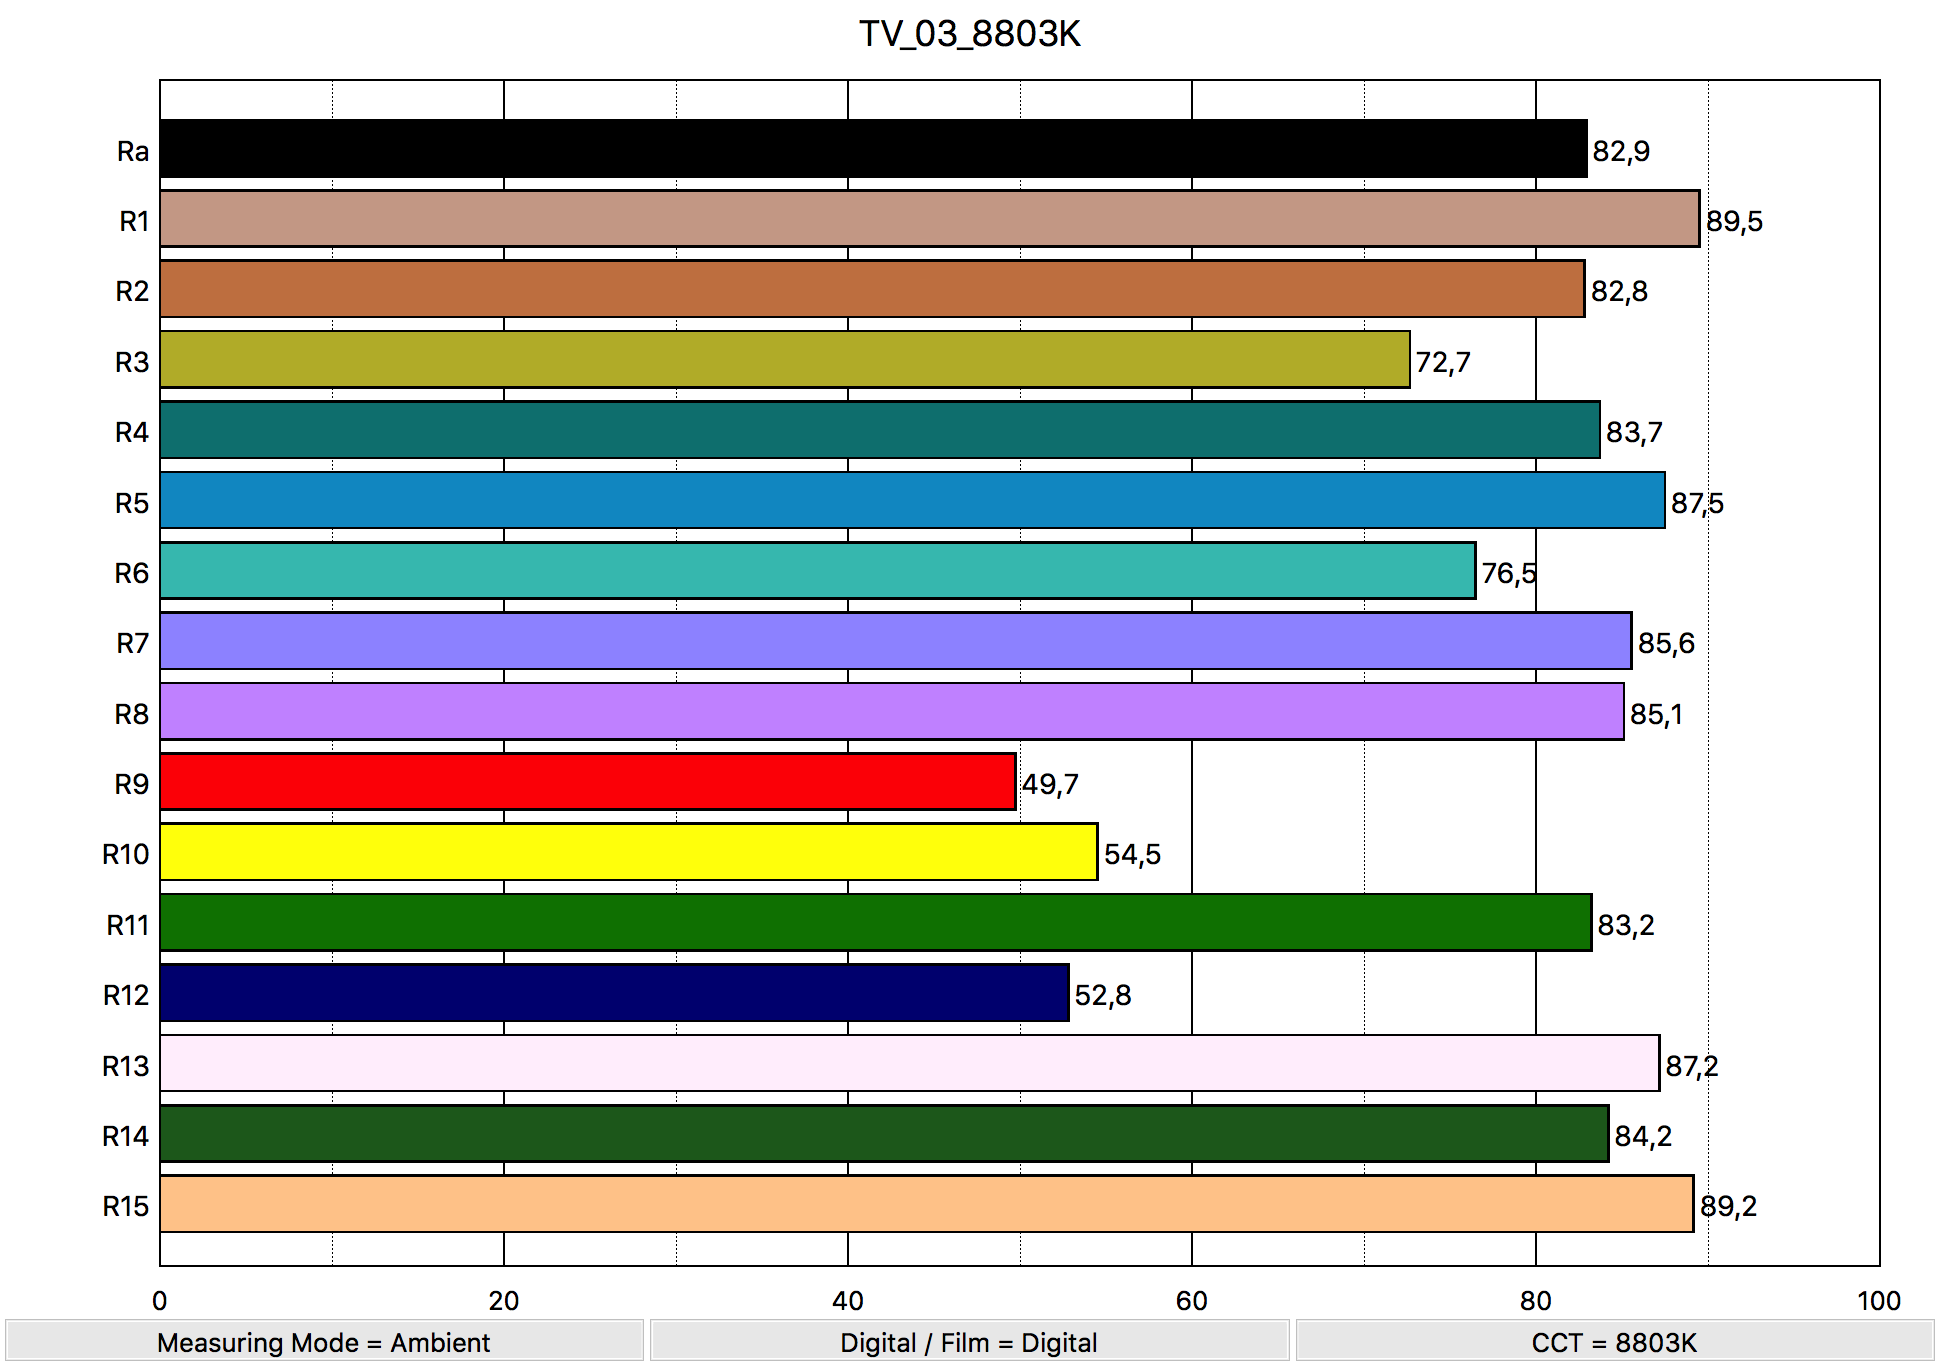 TV_03_8803K
Ra 82,9
R1 89,5
R2 82,8
R3 72,7
R4 83,7
R5 87,5
R6 76,5
R7 85,6
R8 85,1
R9 49,7
R10 54,5
R11 83,2
R12 52,8
R13 87,2
R14 84,2
R15 89,2
0 20 40 60 80 100
Measuring Mode = Ambient Digital / Film = Digital CCT = 8803K